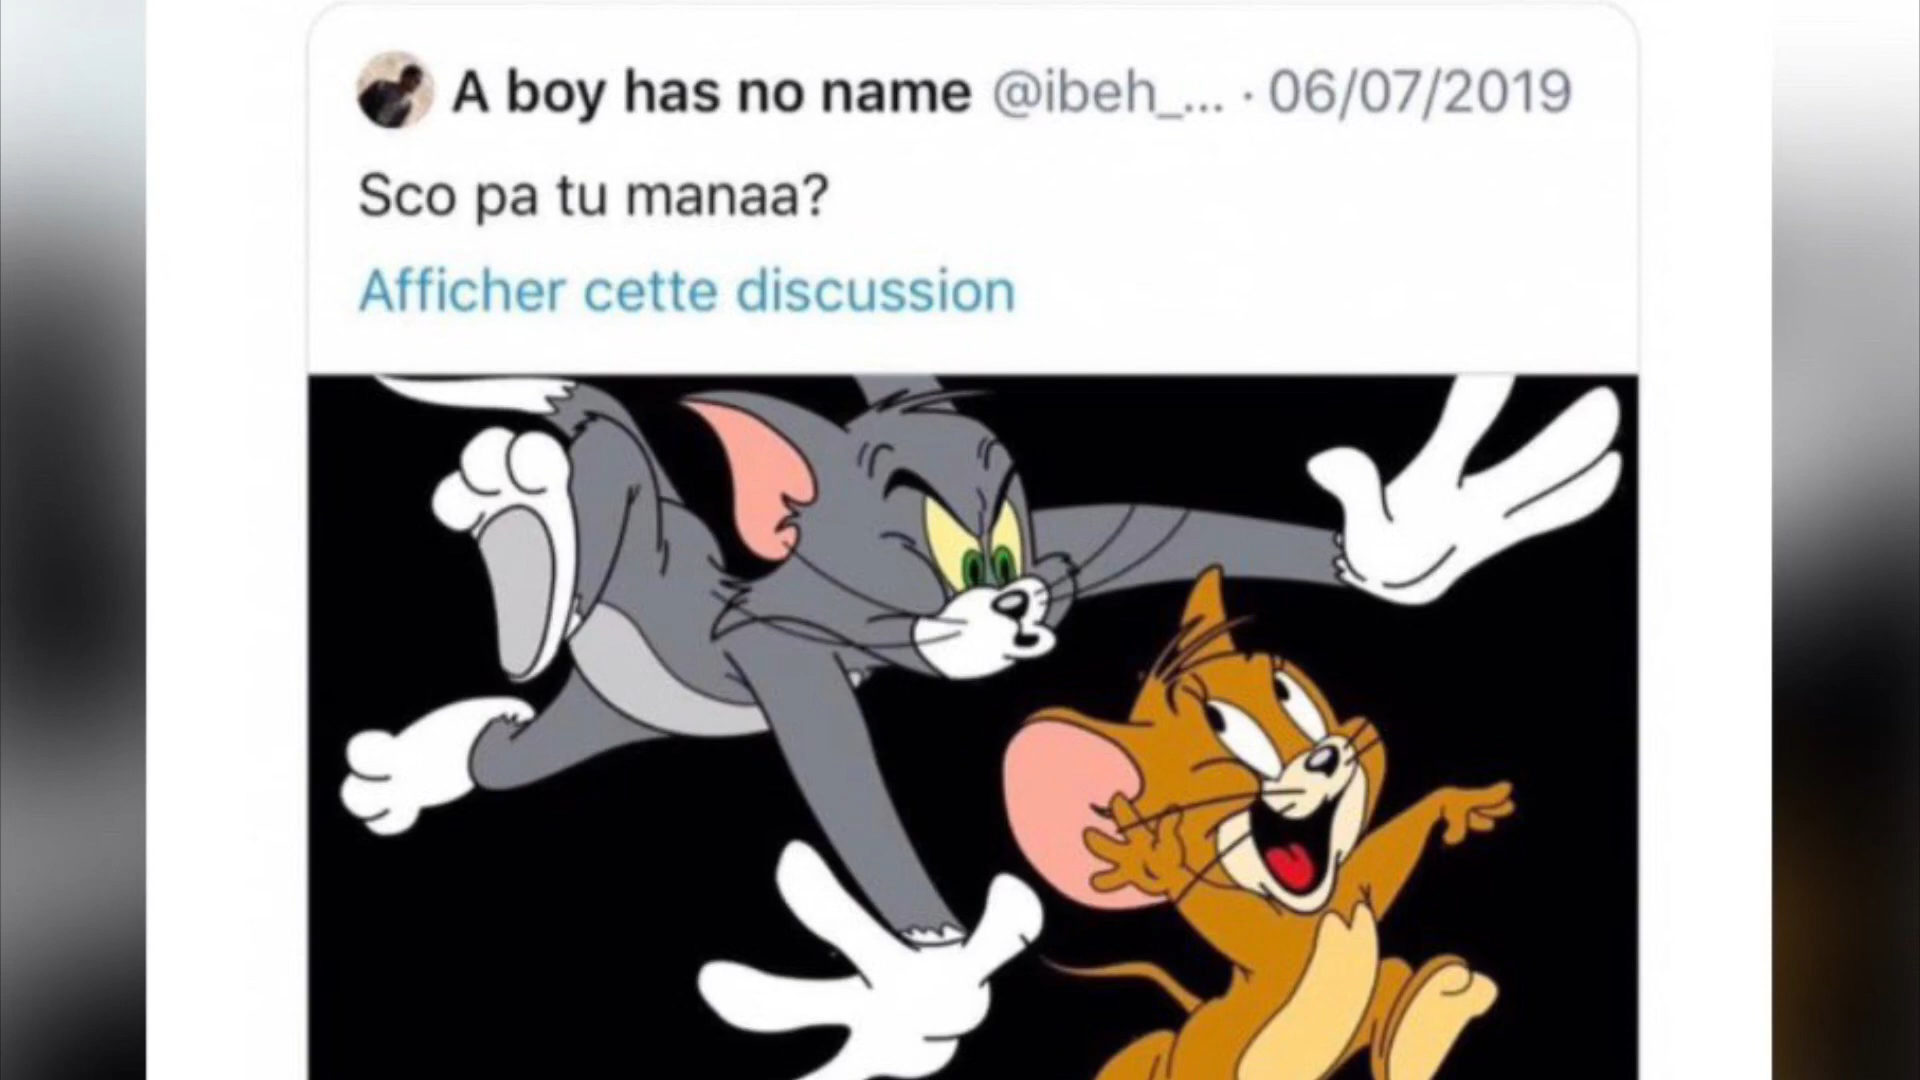 A boy has no name @ibeh_... · 06/07/2019
Sco pa tu manaa?
Afficher cette discussion